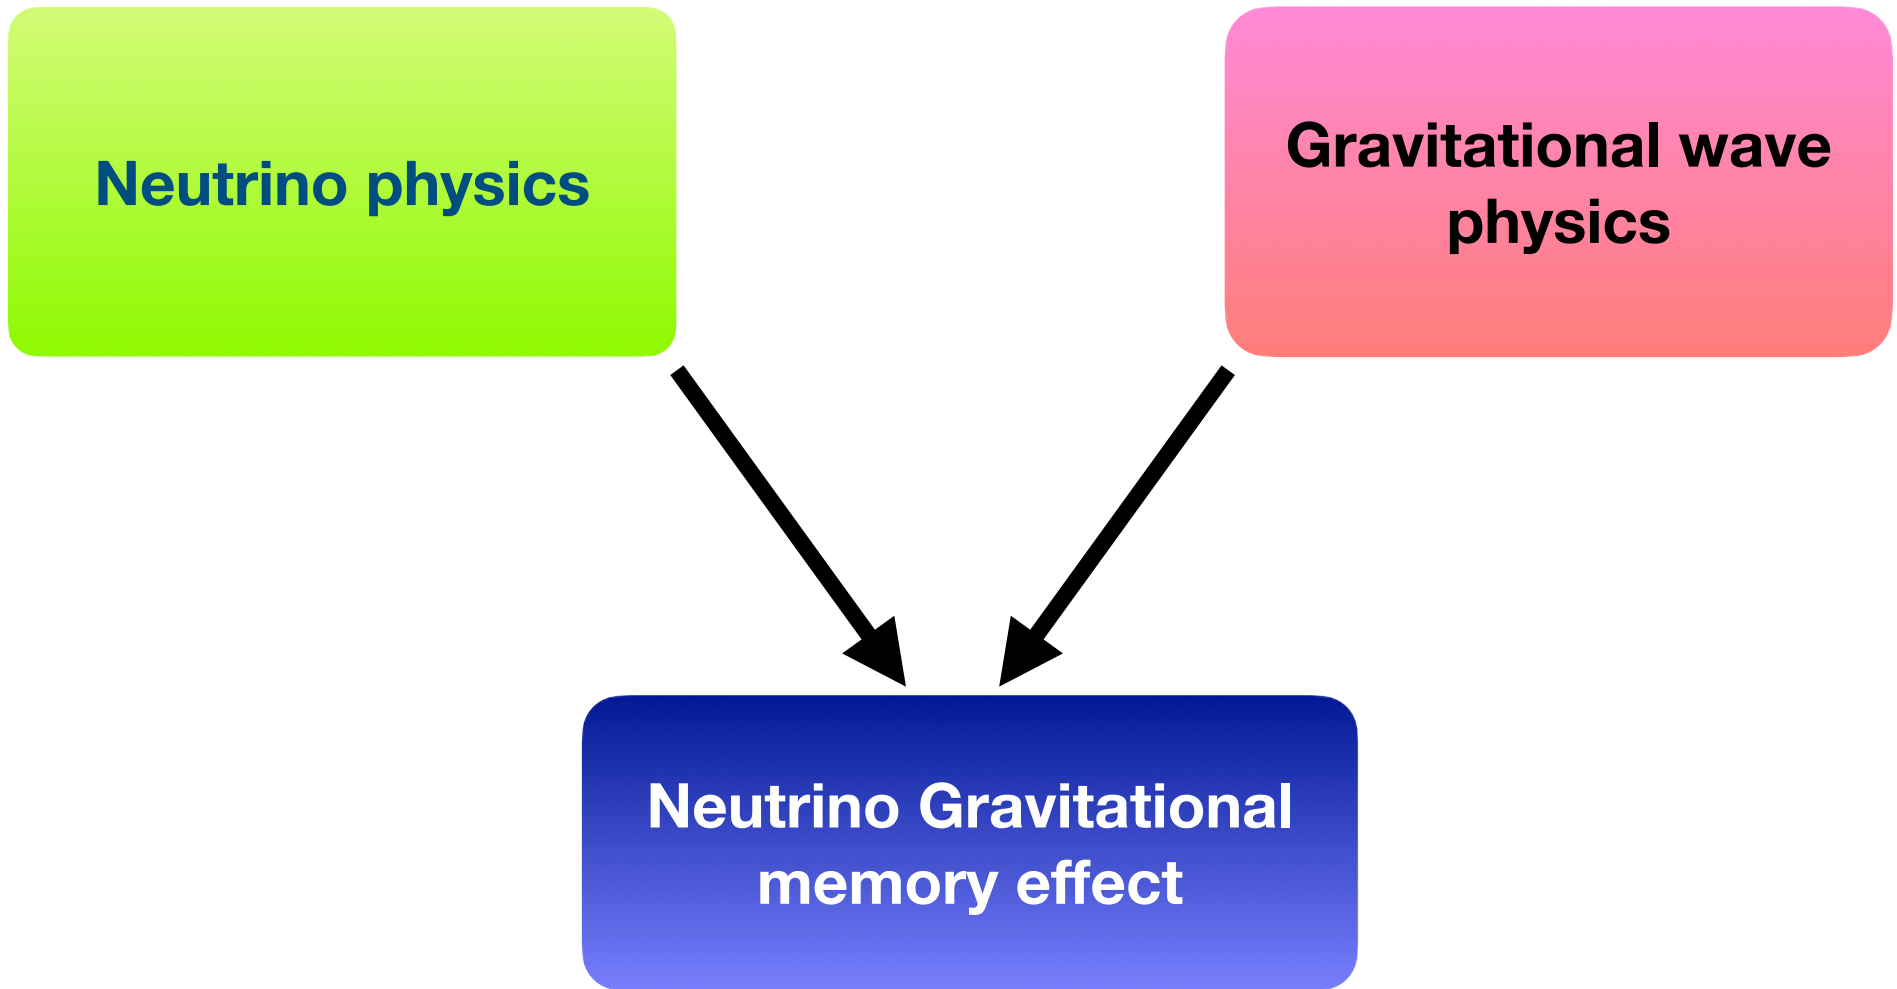 Neutrino physics
Gravitational wave
physics
Neutrino Gravitational
memory effect